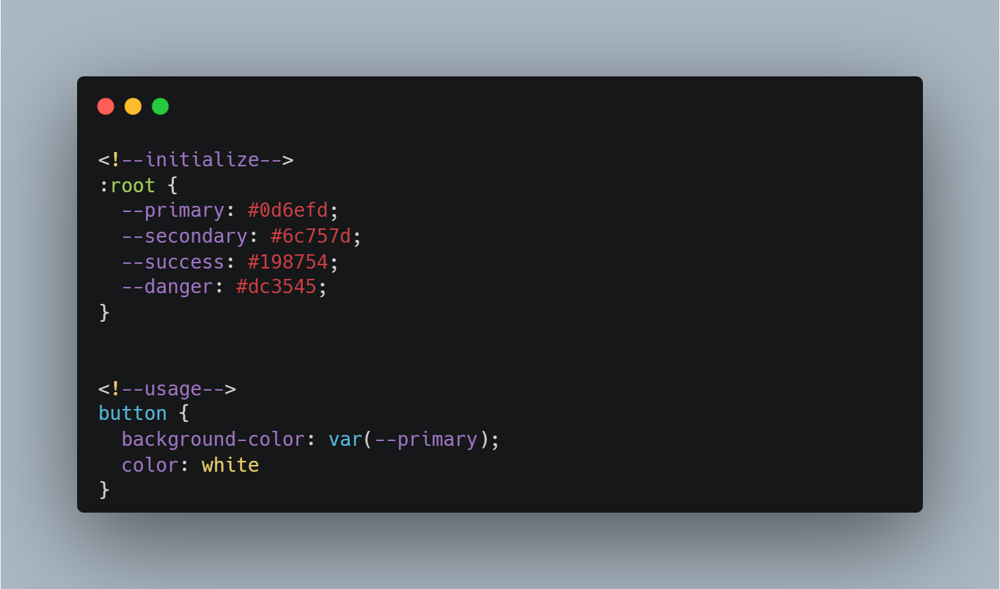 <!--initialize-->
:root {
  --primary: #0d6efd;
  --secondary: #6c757d;
  --success: #198754;
  --danger: #dc3545;
}
<!--usage-->
button {
  background-color: var(--primary);
  color: white
}